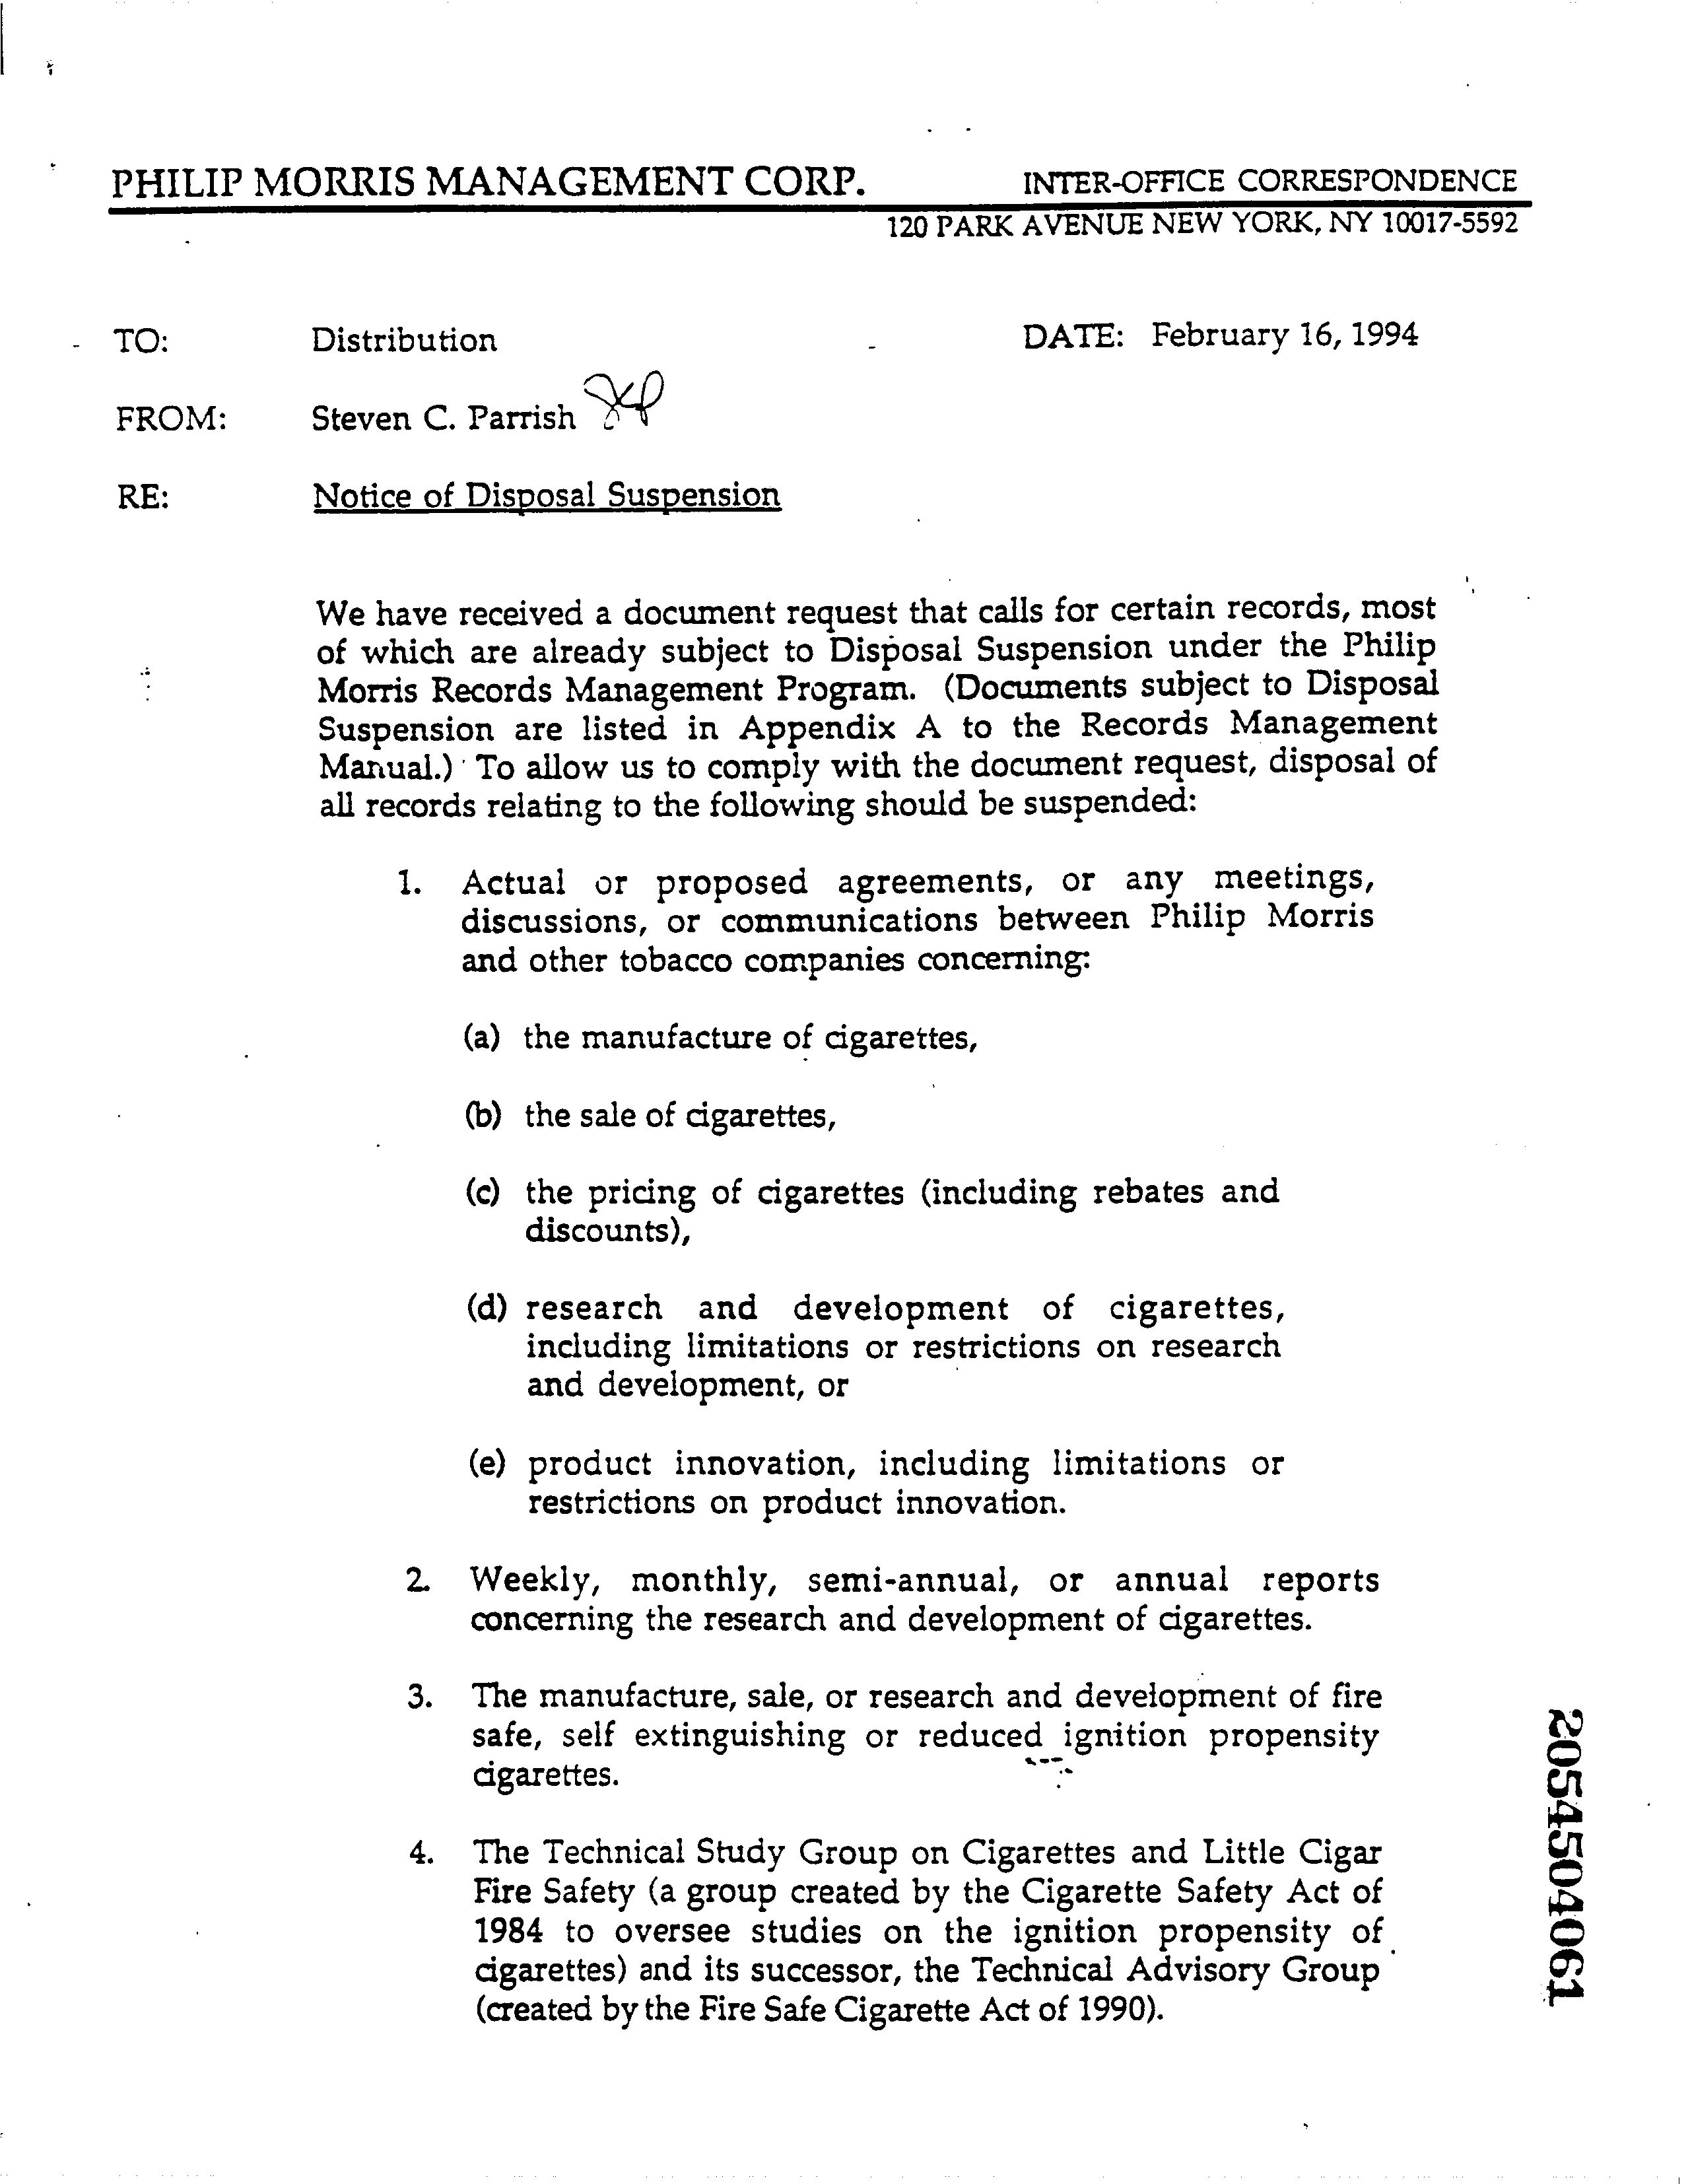 PHILIP MORRIS MANAGEMENT CORP. INTER-OFFICE CORRESPONDENCE
120 PARK AVENUE NEW YORK, NY 10017-5592
TO: Distribution DATE: February 16, 1994
FROM: Steven C. Parrish
RE: Notice of Disposal Suspension
We have received a document request that calls for certain records, most
of which are already subject to Disposal Suspension under the Philip
Morris Records Management Program. (Documents subject to Disposal
Suspension are listed in Appendix A to the Records Management
Manual.) To allow us to comply with the document request, disposal of
all records relating to the following should be suspended:
1. Actual or proposed agreements, or any meetings,
discussions, or communications between Philip Morris
and other tobacco companies concerning:
(a) the manufacture of cigarettes,
(b) the sale of cigarettes,
(c) the pricing of cigarettes (including rebates and
discounts),
(d) research and development of cigarettes,
including limitations or restrictions on research
and development, or
(e) product innovation, including limitations or
restrictions on product innovation.
2. Weekly, monthly, semi-annual, or annual reports
concerning the research and development of cigarettes.
3. The manufacture, sale, or research and development of fire
safe, self extinguishing or reduced ignition propensity
cigarettes.
4. The Technical Study Group on Cigarettes and Little Cigar
Fire Safety (a group created by the Cigarette Safety Act of
1984 to oversee studies on the ignition propensity of
cigarettes) and its successor, the Technical Advisory Group
(created by the Fire Safe Cigarette Act of 1990).
2054504061